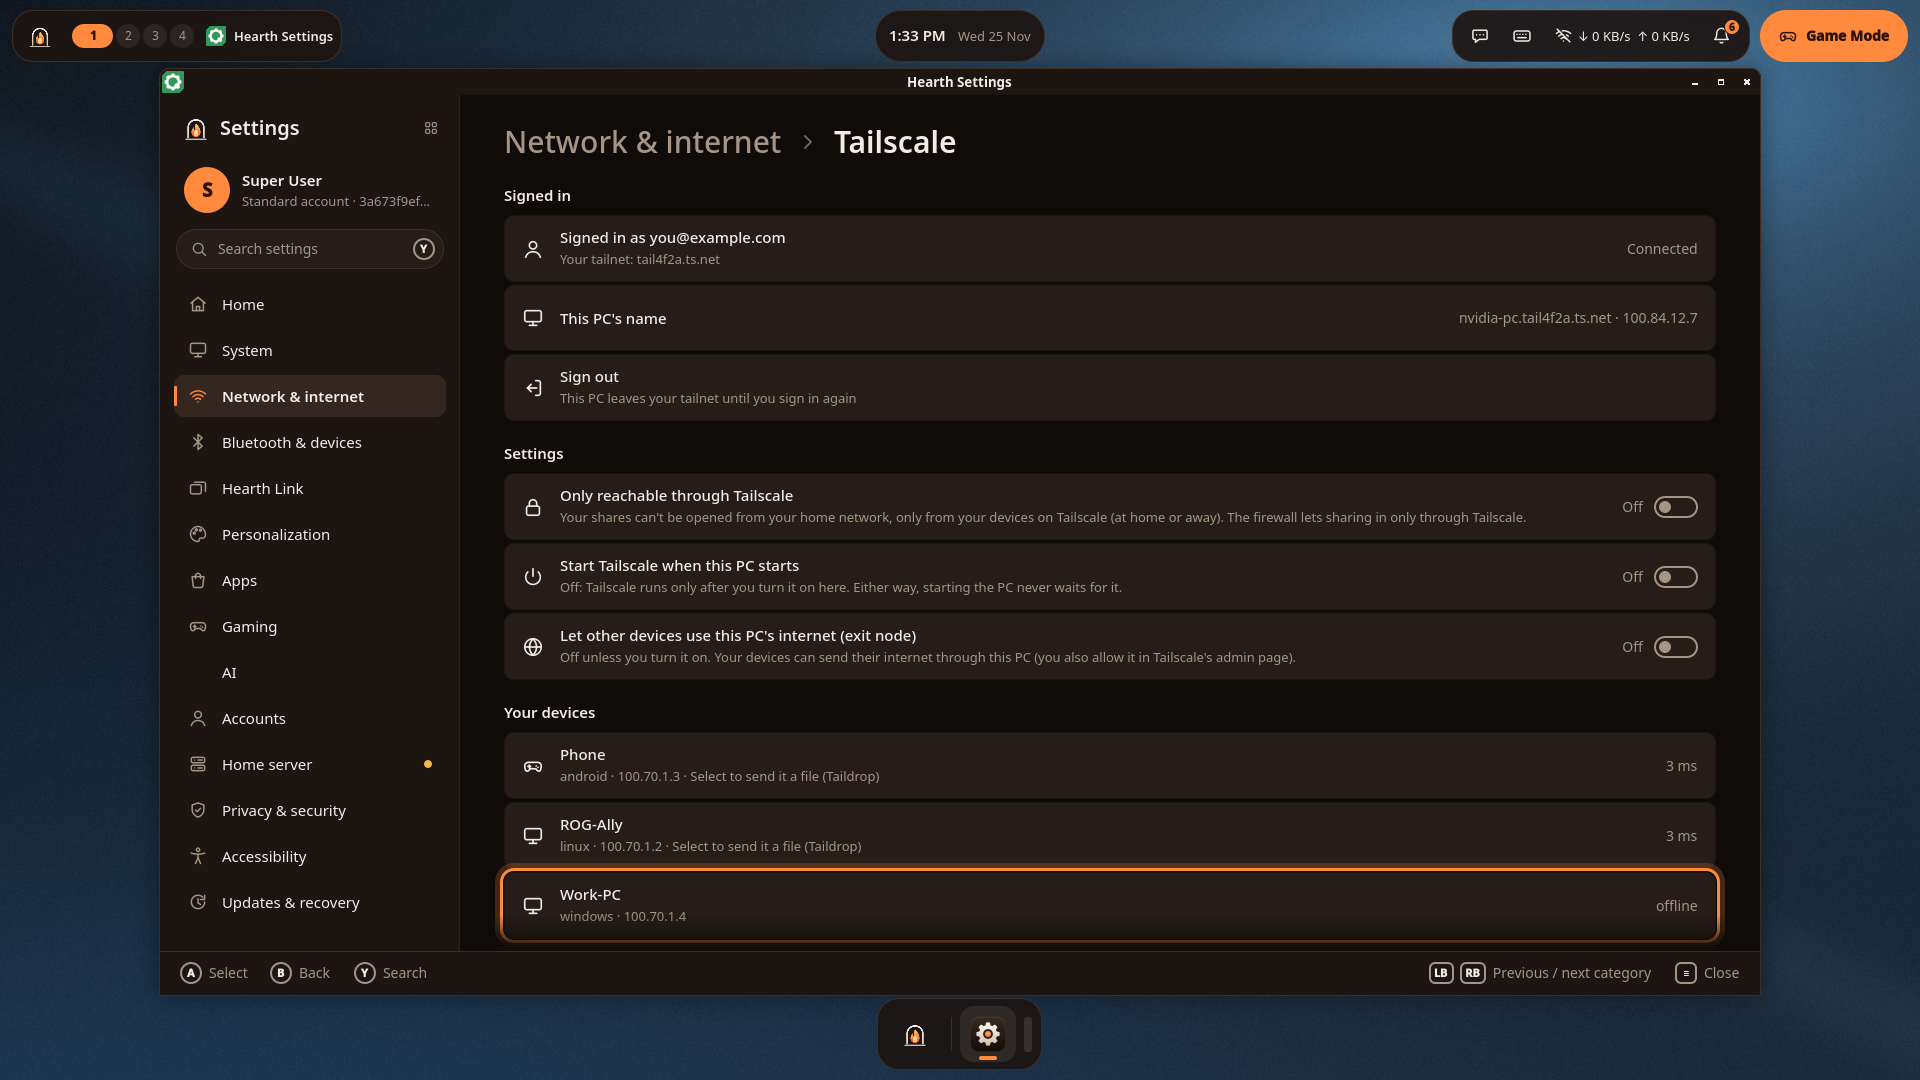 1 2 3 4 Hearth Settings
1:33 PM Wed 25 Nov
↓ 0 KB/s ↑ 0 KB/s 6 Game Mode
Hearth Settings
Settings
S
Super User
Standard account · 3a673f9ef...
Search settings Y
Home
System
Network & internet
Bluetooth & devices
Hearth Link
Personalization
Apps
Gaming
AI
Accounts
Home server
Privacy & security
Accessibility
Updates & recovery
Network & internet > Tailscale
Signed in
Signed in as you@example.com
Your tailnet: tail4f2a.ts.net
Connected
This PC's name
nvidia-pc.tail4f2a.ts.net · 100.84.12.7
Sign out
This PC leaves your tailnet until you sign in again
Settings
Only reachable through Tailscale
Your shares can't be opened from your home network, only from your devices on Tailscale (at home or away). The firewall lets sharing in only through Tailscale.
Off
Start Tailscale when this PC starts
Off: Tailscale runs only after you turn it on here. Either way, starting the PC never waits for it.
Off
Let other devices use this PC's internet (exit node)
Off unless you turn it on. Your devices can send their internet through this PC (you also allow it in Tailscale's admin page).
Off
Your devices
Phone
android · 100.70.1.3 · Select to send it a file (Taildrop)
3 ms
ROG-Ally
linux · 100.70.1.2 · Select to send it a file (Taildrop)
3 ms
Work-PC
windows · 100.70.1.4
offline
A Select B Back Y Search
LB RB Previous / next category ≡ Close